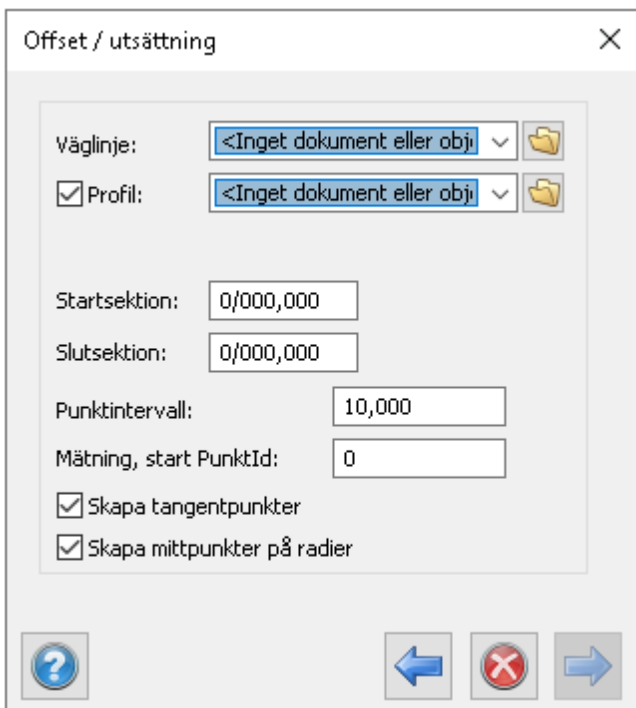 Offset / utsättning
Väglinje: <Inget dokument eller obj
Profil: <Inget dokument eller obj
Startsektion: 0/000,000
Slutsektion: 0/000,000
Punktintervall: 10,000
Mätning, start PunktId: 0
Skapa tangentpunkter
Skapa mittpunkter på radier